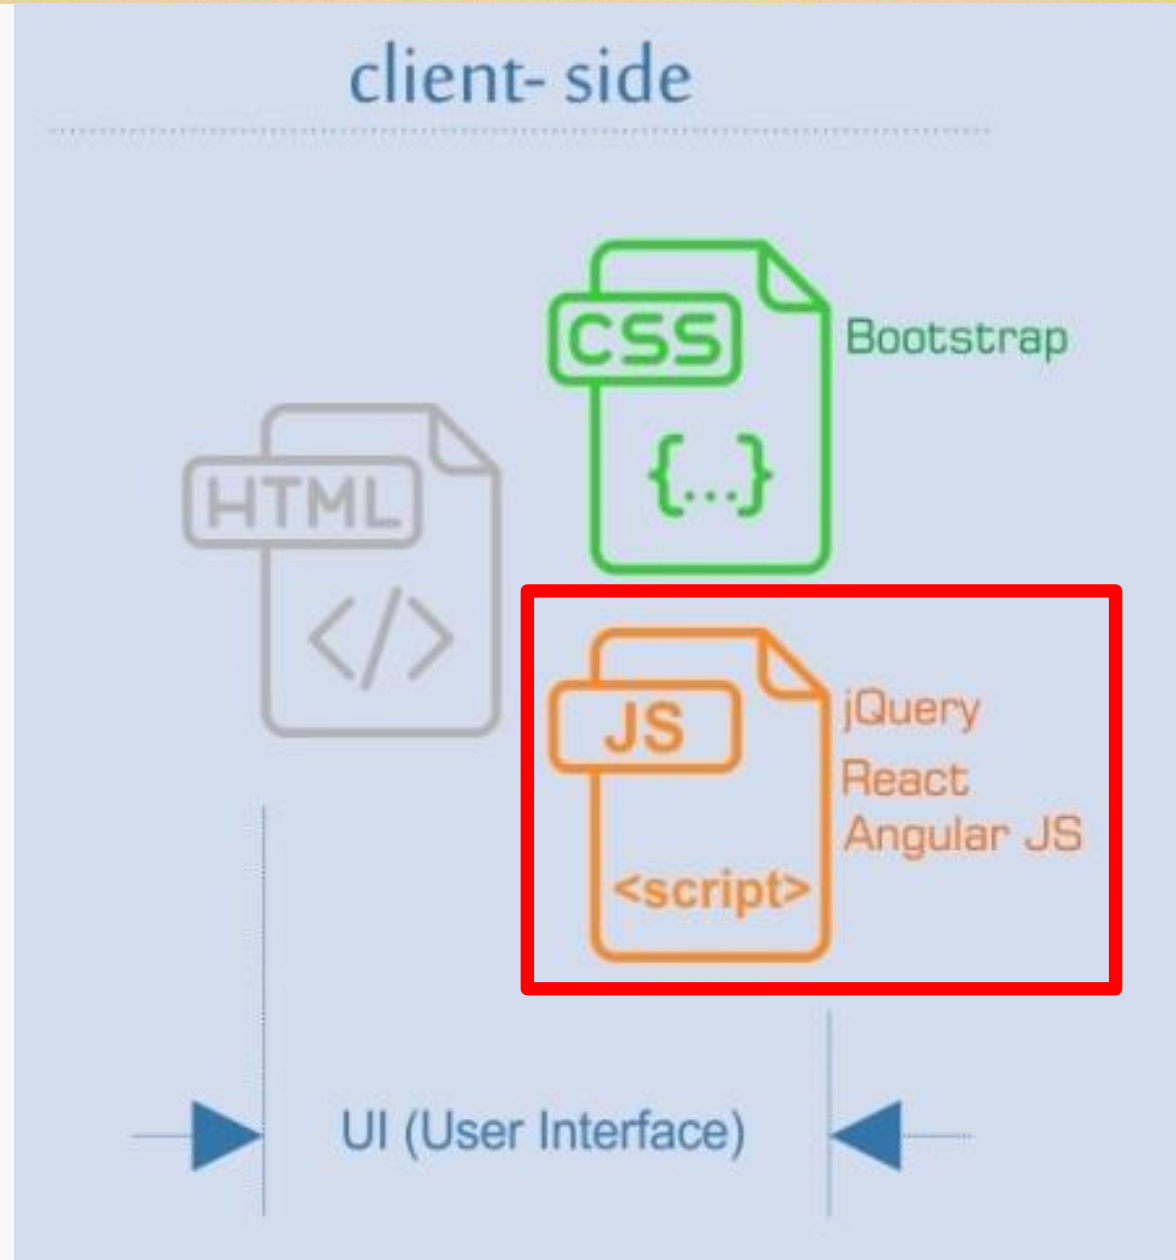 client- side
CSS
Bootstrap
{...}
HTML
</>
JS
jQuery
React
Angular JS
<script>
UI (User Interface)